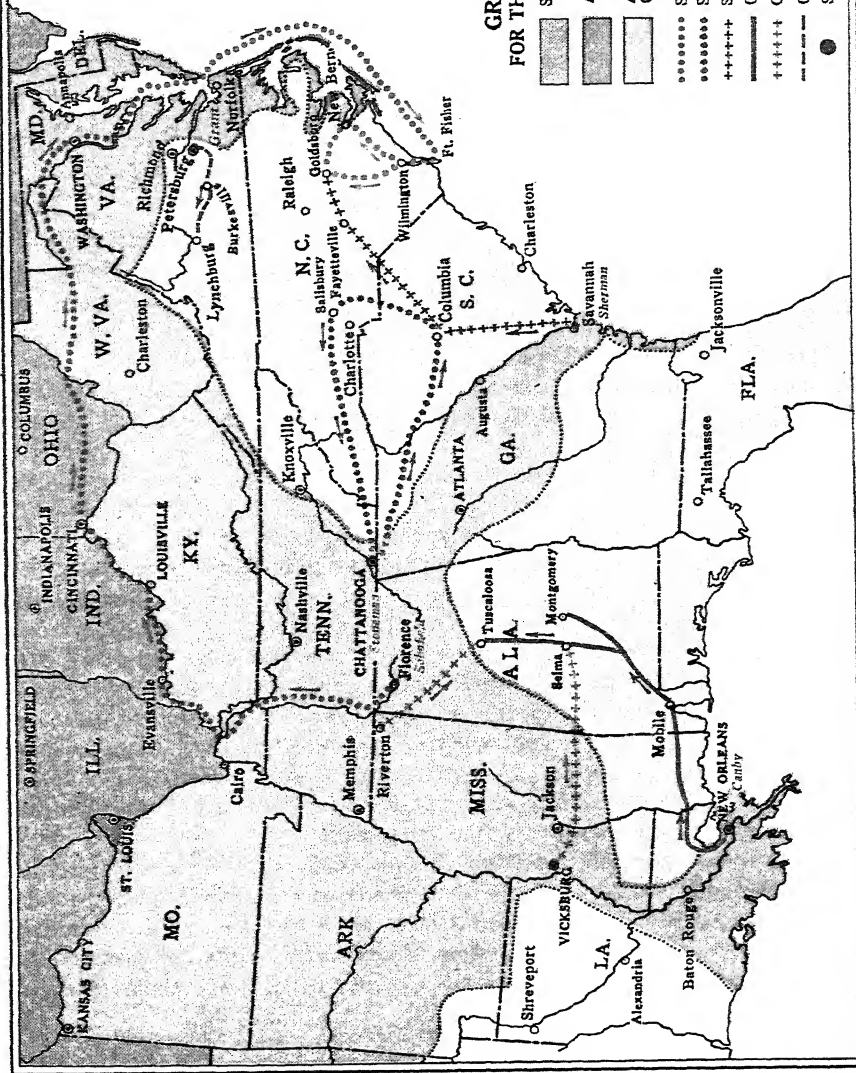 GR
FOR TH
S
A
A
C
S
S
S
C
C
C
S
MD.
Annapolis
DEL.
WASHINGTON
VA.
Richmond
Petersburg
Grant
Norfolk
Lynchburg
Burkesvill
W. VA.
Charleston
COLUMBUS
OHIO
INDIANAPOLIS
CINCINNATI
IND.
LOUISVILLE
KY.
SPRINGFIELD
ILL.
Evansville
Cairo
ST. LOUIS
KANSAS CITY
MO.
ARK
Memphis
Riverton
Nashville
TENN.
Knoxville
CHATTANOOGA
Stoneman
Florence
Schofield
N. C.
Raleigh
Goldsboro
New Berne
Salisbury
Fayetteville
Charlotte
Wilmington
Ft. Fisher
Columbia
S. C.
Charleston
Savannah
Sherman
Augusta
GA.
ATLANTA
Jacksonville
FLA.
Tallahassee
Tuscaloosa
ALA.
Montgomery
Selma
Mobile
MISS.
Jackson
VICKSBURG
NEW ORLEANS
Canby
Baton Rouge
LA.
Shreveport
Alexandria